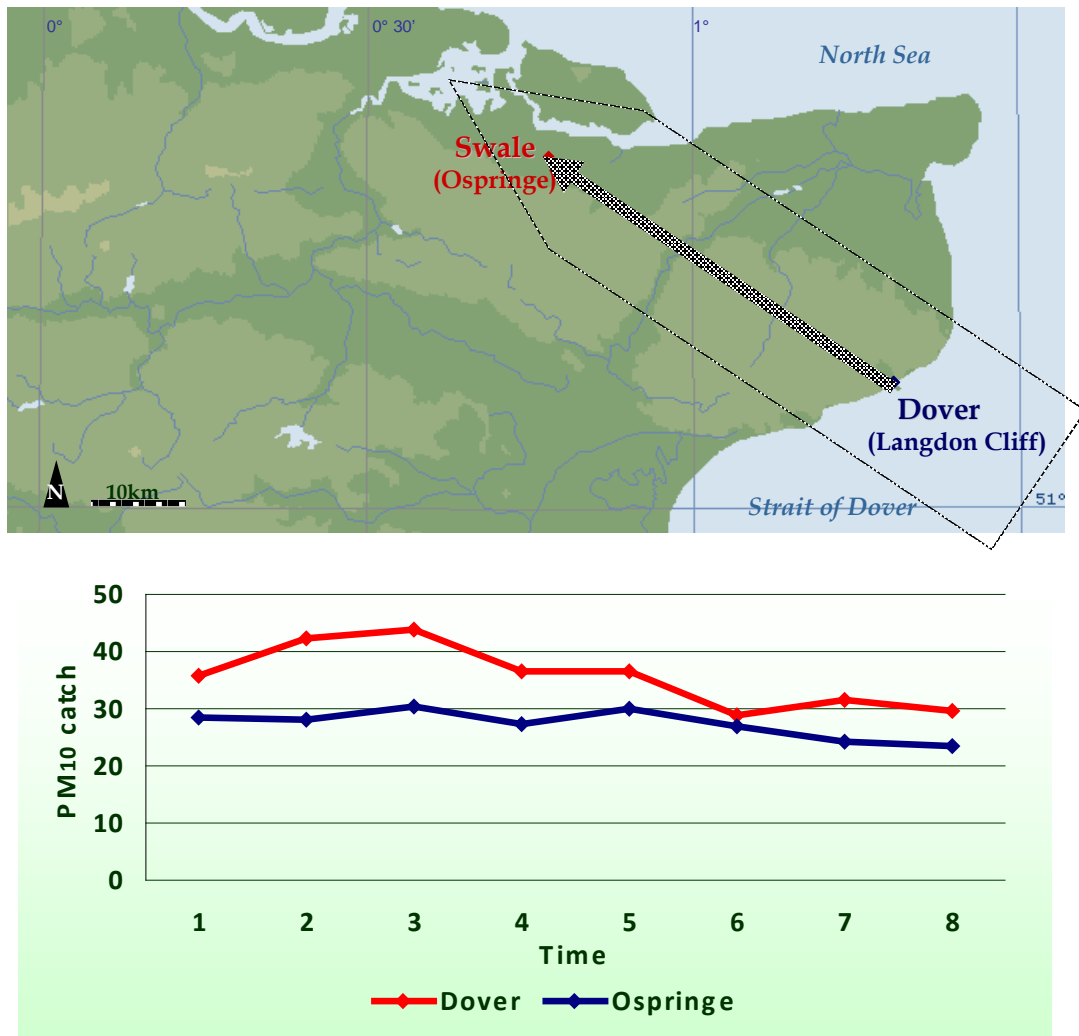 0°
0° 30'
1°
North Sea
Swale
(Ospringe)
Dover
(Langdon Cliff)
N
10km
Strait of Dover
51°
50
40
30
20
10
0
PM10 catch
1 2 3 4 5 6 7 8
Time
Dover Ospringe